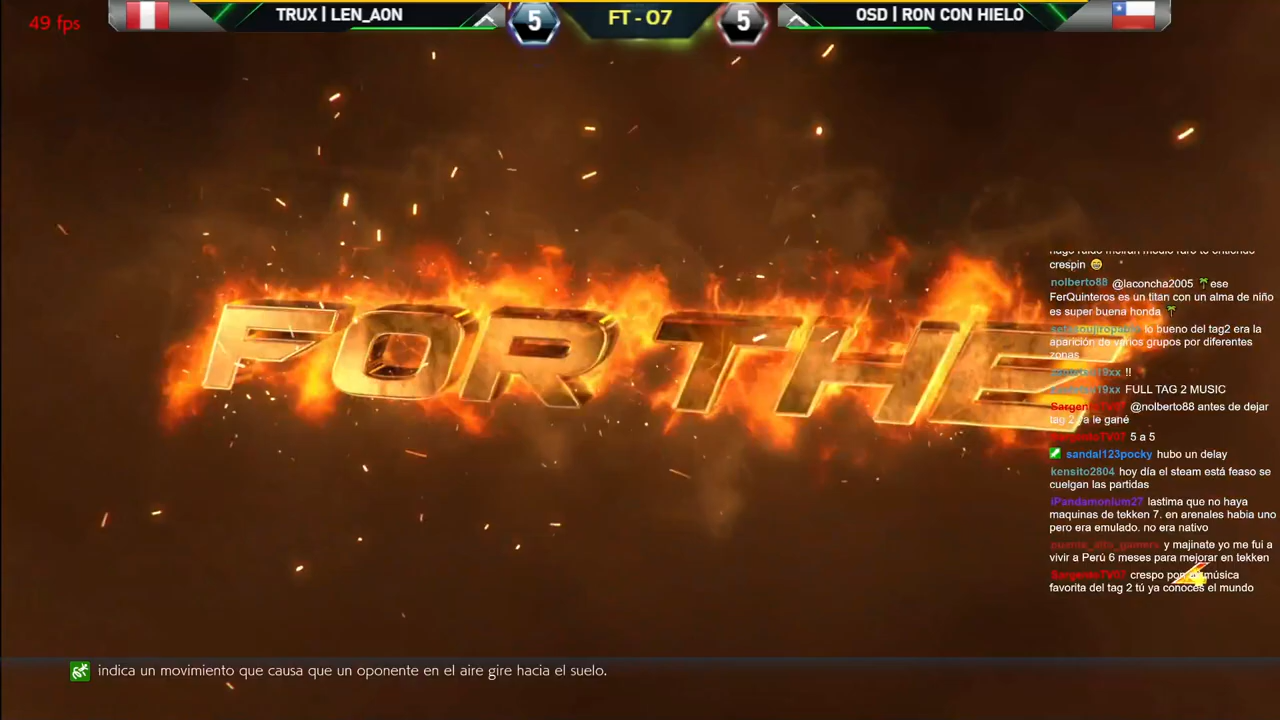 49 fps
TRUX | LEN_AON
5
FT - 07
5
OSD | RON CON HIELO
FOR THE
crespin
nolberto88 @laconcha2005 ese
FerQuinteros es un titan con un alma de niño
es super buena honda
lo bueno del tag2 era la
aparición de varios grupos por diferentes
zonas
!!
FULL TAG 2 MUSIC
SargentoTV07 @nolberto88 antes de dejar
tag 2 ya le gané
SargentoTV07 5 a 5
sandal123pocky hubo un delay
kensito2804 hoy día el steam está feaso se
cuelgan las partidas
iPandamonium27 lastima que no haya
maquinas de tekken 7. en arenales habia uno
pero era emulado. no era nativo
y majinate yo me fui a
vivir a Perú 6 meses para mejorar en tekken
SargentoTV07 crespo pon música
favorita del tag 2 tú ya conoces el mundo
indica un movimiento que causa que un oponente en el aire gire hacia el suelo.